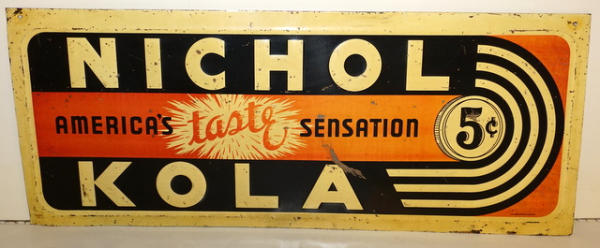 NICHOL
AMERICA'S taste SENSATION 5¢
KOLA